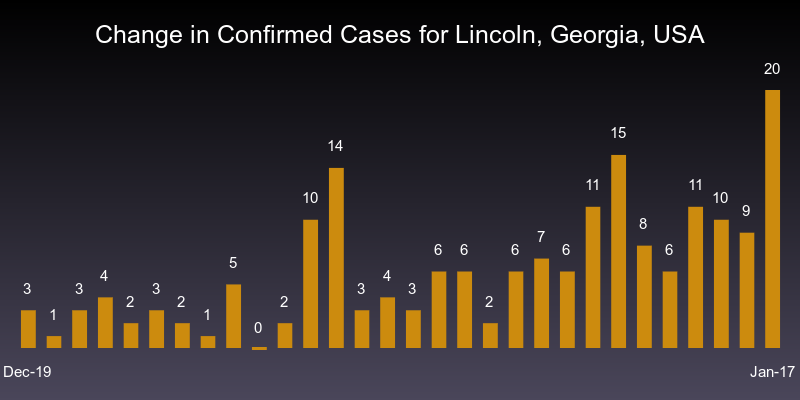 Change in Confirmed Cases for Lincoln, Georgia, USA
3 1 3 4 2 3 2 1 5 0 2 10 14 3 4 3 6 6 2 6 7 6 11 15 8 6 11 10 9 20
Dec-19 Jan-17